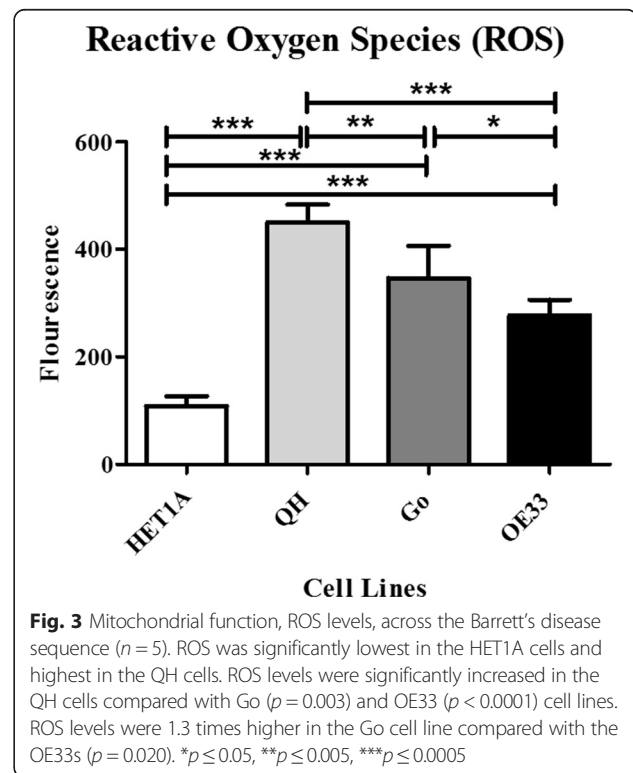 Reactive Oxygen Species (ROS)
***
*** ** *
***
***
600
400
200
0
Flourescence
HET1A QH Go OE33
Cell Lines
Fig. 3 Mitochondrial function, ROS levels, across the Barrett's disease
sequence (n = 5). ROS was significantly lowest in the HET1A cells and
highest in the QH cells. ROS levels were significantly increased in the
QH cells compared with Go (p = 0.003) and OE33 (p < 0.0001) cell lines.
ROS levels were 1.3 times higher in the Go cell line compared with the
OE33s (p = 0.020). *p ≤ 0.05, **p ≤ 0.005, ***p ≤ 0.0005